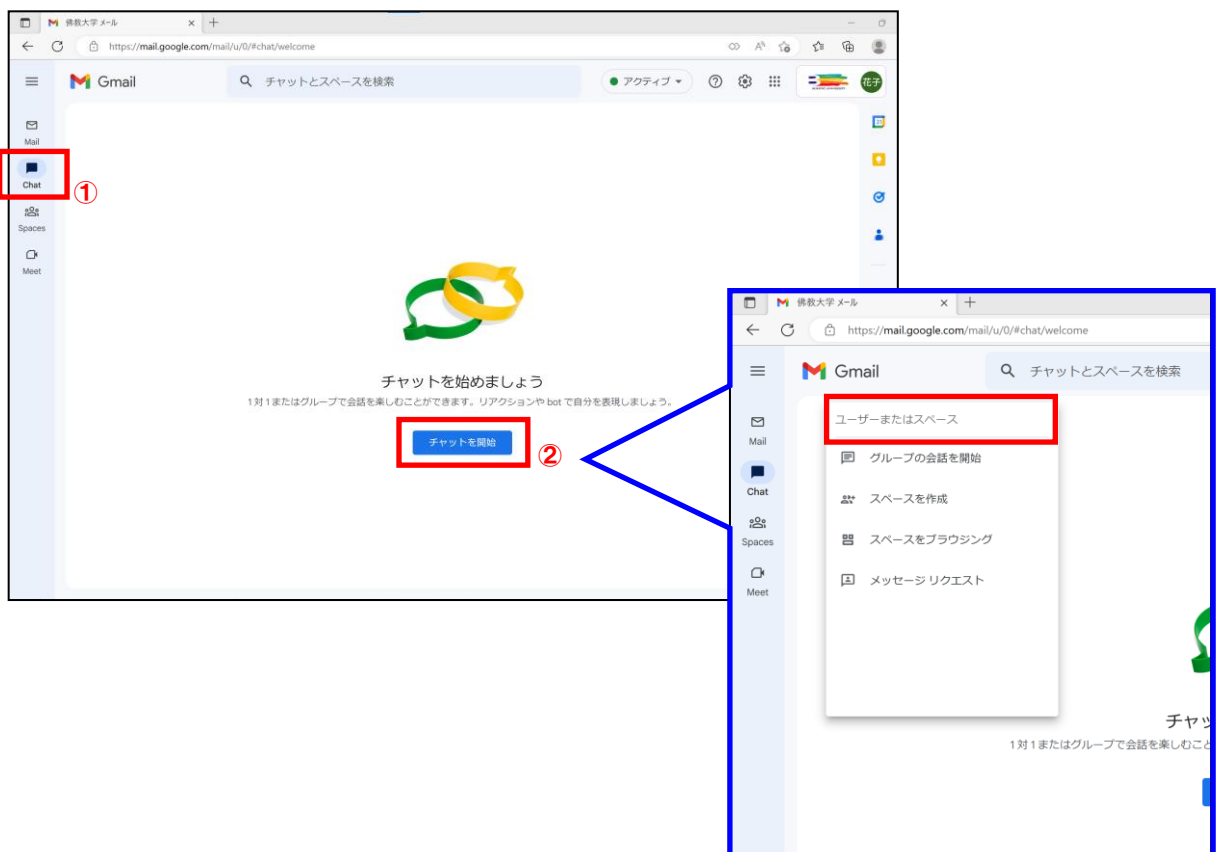 佛教大学 メール
https://mail.google.com/mail/u/0/#chat/welcome
Gmail
チャットとスペースを検索
アクティブ
花子
Mail
Chat
①
Spaces
Meet
チャットを始めましょう
1対1またはグループで会話を楽しむことができます。リアクションや bot で自分を表現しましょう。
チャットを開始
②
佛教大学 メール
https://mail.google.com/mail/u/0/#chat/welcome
Gmail
チャットとスペースを検索
Mail
Chat
Spaces
Meet
ユーザーまたはスペース
グループの会話を開始
スペースを作成
スペースをブラウジング
メッセージ リクエスト
チャッ
1対1またはグループで会話を楽しむこと